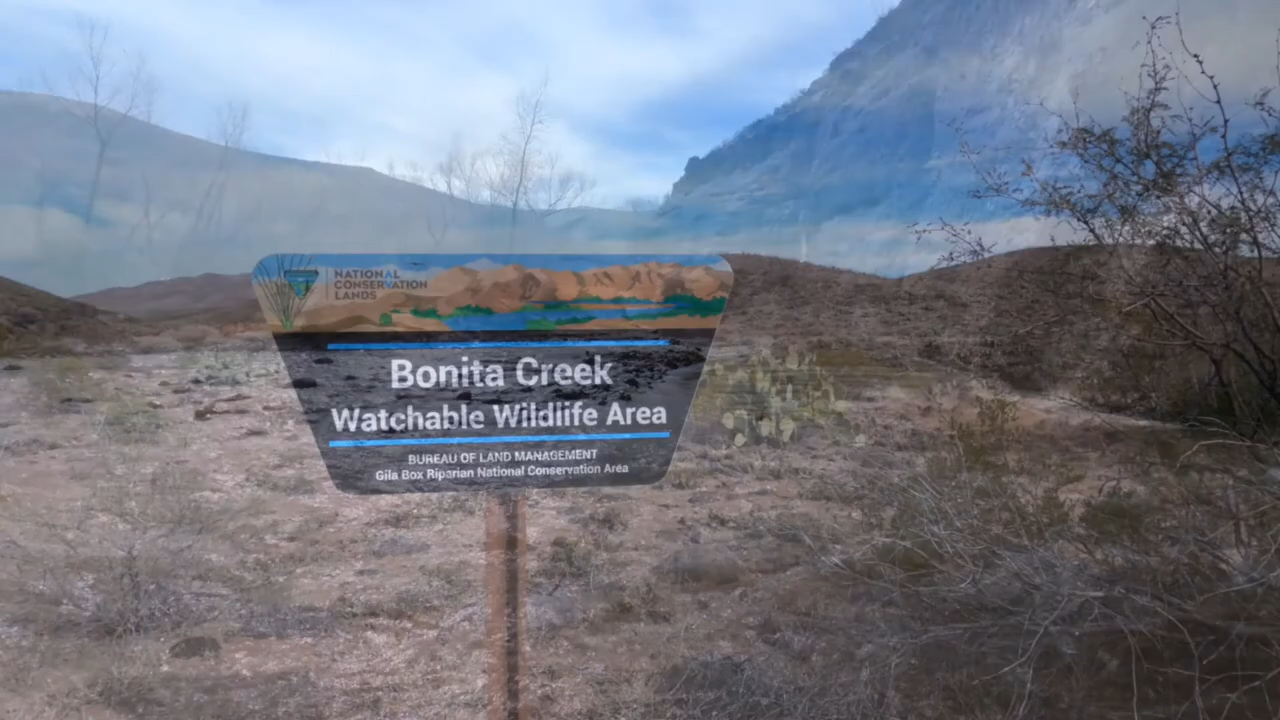 NATIONAL
CONSERVATION
LANDS
Bonita Creek
Watchable Wildlife Area
BUREAU OF LAND MANAGEMENT
Gila Box Riparian National Conservation Area